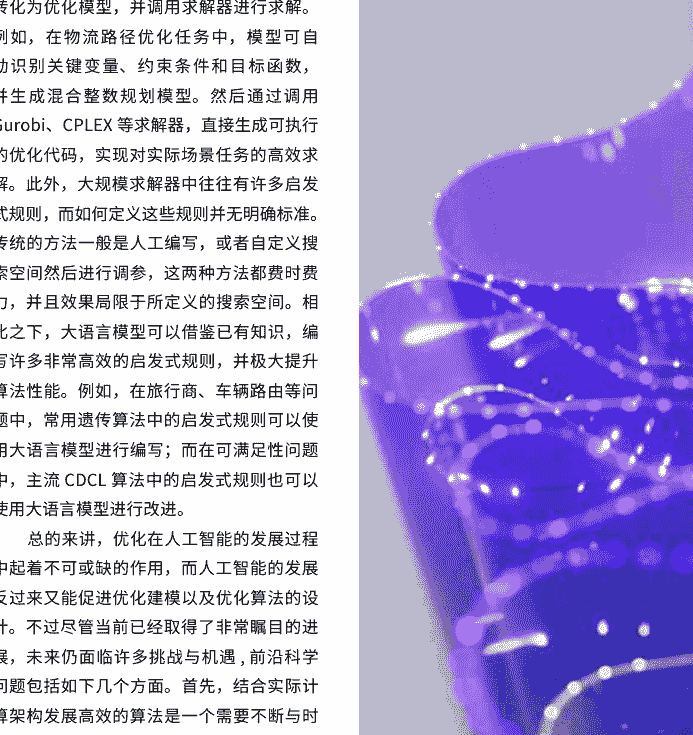 转化为优化模型，并调用求解器进行求解。
例如，在物流路径优化任务中，模型可自
动识别关键变量、约束条件和目标函数，
并生成混合整数规划模型。然后通过调用
Gurobi、CPLEX 等求解器，直接生成可执行
的优化代码，实现对实际场景任务的高效求
解。此外，大规模求解器中往往有许多启发
式规则，而如何定义这些规则并无明确标准。
传统的方法一般是人工编写，或者自定义搜
索空间然后进行调参，这两种方法都费时费
力，并且效果局限于所定义的搜索空间。相
比之下，大语言模型可以借鉴已有知识，编
写许多非常高效的启发式规则，并极大提升
算法性能。例如，在旅行商、车辆路由等问
题中，常用遗传算法中的启发式规则可以使
用大语言模型进行编写；而在可满足性问题
中，主流 CDCL 算法中的启发式规则也可以
使用大语言模型进行改进。
总的来讲，优化在人工智能的发展过程
中起着不可或缺的作用，而人工智能的发展
反过来又能促进优化建模以及优化算法的设
计。不过尽管当前已经取得了非常瞩目的进
展，未来仍面临许多挑战与机遇 , 前沿科学
问题包括如下几个方面。首先，结合实际计
算架构发展高效的算法是一个需要不断与时